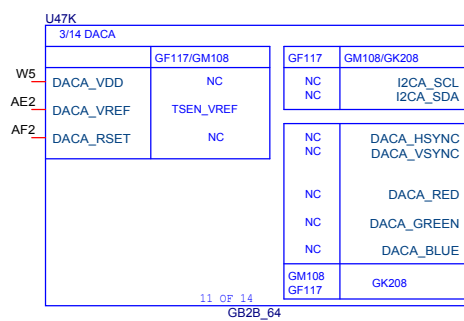 U47K
3/14 DACA
GF117/GM108
GF117 GM108/GK208
W5 DACA_VDD NC
NC I2CA_SCL
NC I2CA_SDA
AE2 DACA_VREF TSEN_VREF
AF2 DACA_RSET NC
NC DACA_HSYNC
NC DACA_VSYNC
NC DACA_RED
NC DACA_GREEN
NC DACA_BLUE
GM108
GF117 GK208
11 OF 14
GB2B_64